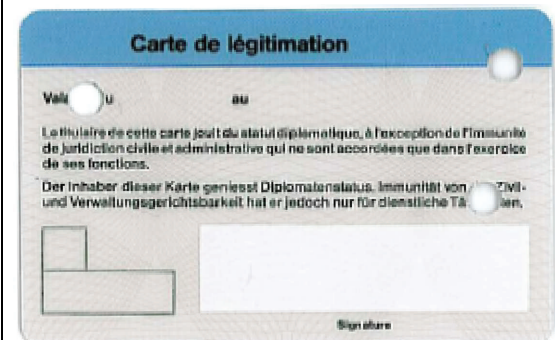 Carte de légitimation
au
Le titulaire de cette carte jouit du statut diplomatique, à l'exception de l'immunité
de juridiction civile et administrative qui ne sont accordées que dans l'exercice
de ses fonctions.
Der Inhaber dieser Karte geniesst Diplomatenstatus. Immunität von Zivil-
und Verwaltungsgerichtsbarkeit hat er jedoch nur für dienstliche
Signature